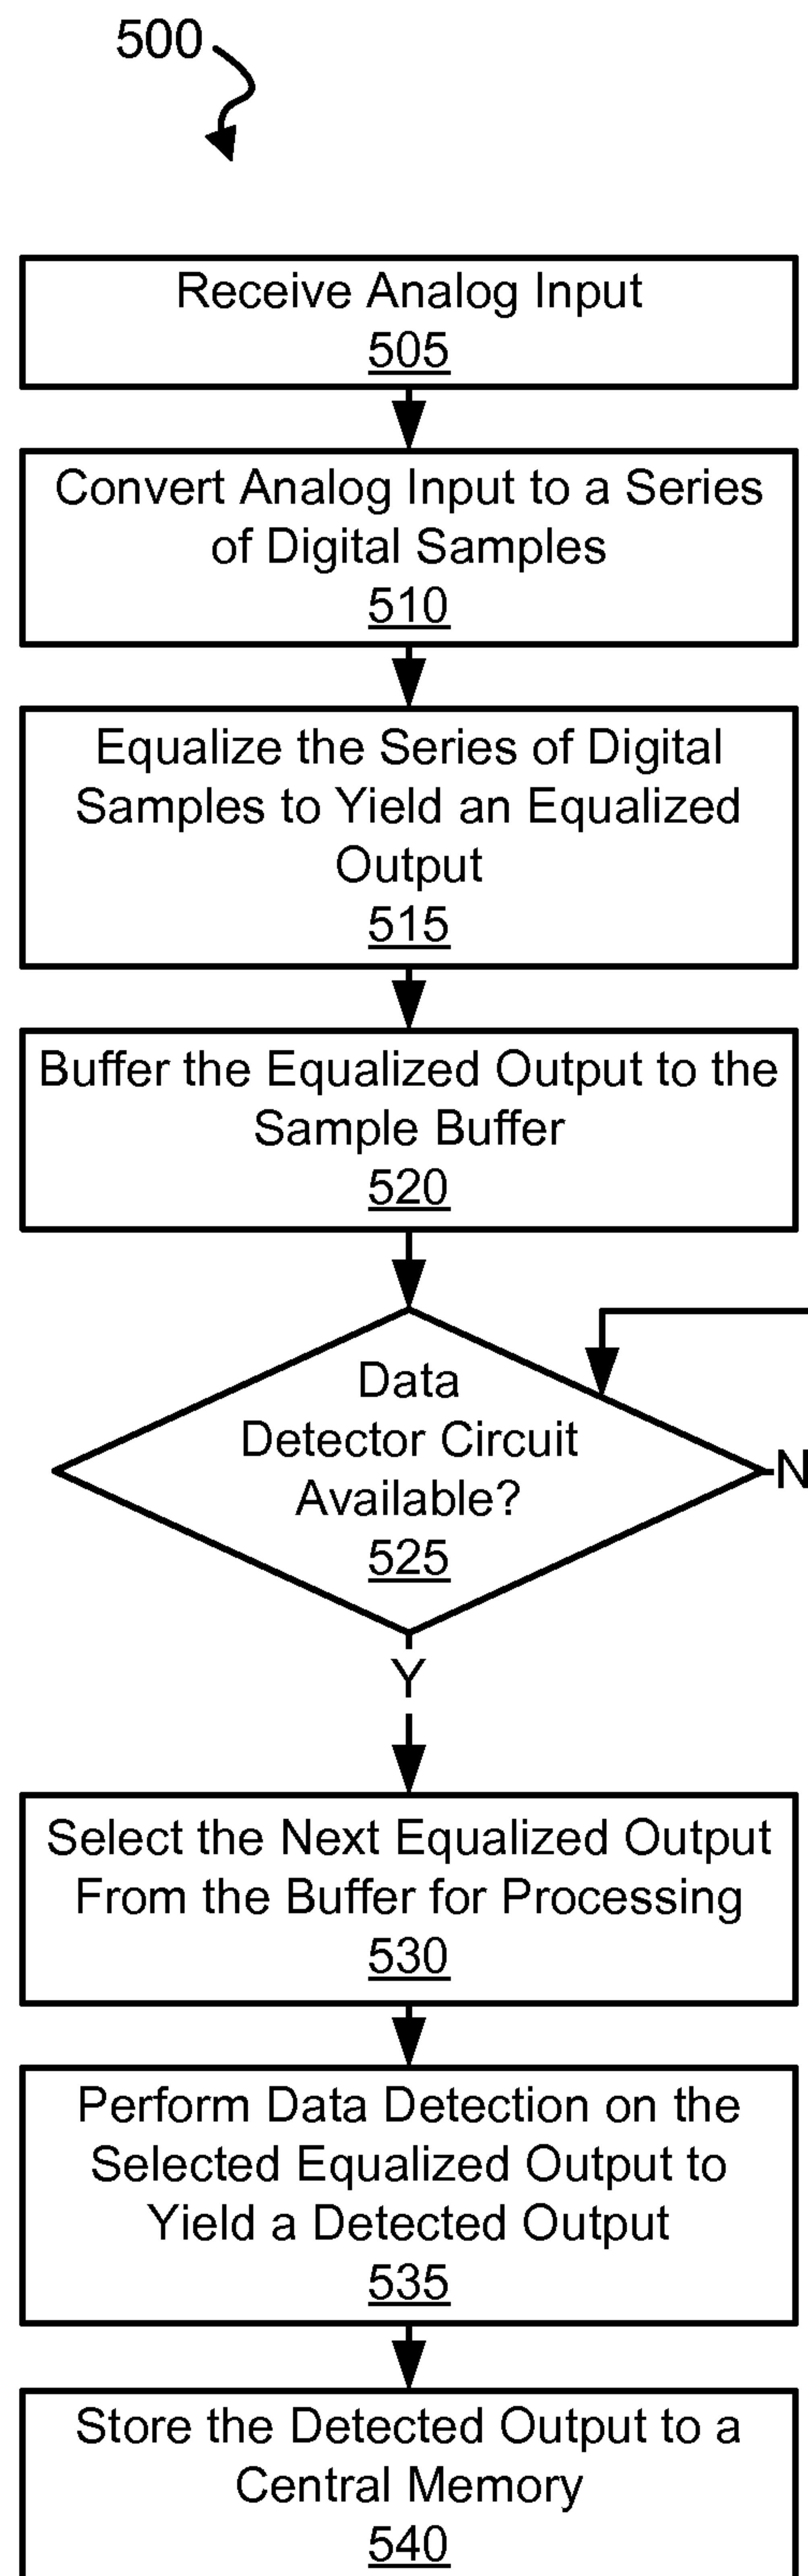 500
Receive Analog Input
505
Convert Analog Input to a Series
of Digital Samples
510
Equalize the Series of Digital
Samples to Yield an Equalized
Output
515
Buffer the Equalized Output to the
Sample Buffer
520
Data
Detector Circuit
Available?
525
N
Y
Select the Next Equalized Output
From the Buffer for Processing
530
Perform Data Detection on the
Selected Equalized Output to
Yield a Detected Output
535
Store the Detected Output to a
Central Memory
540